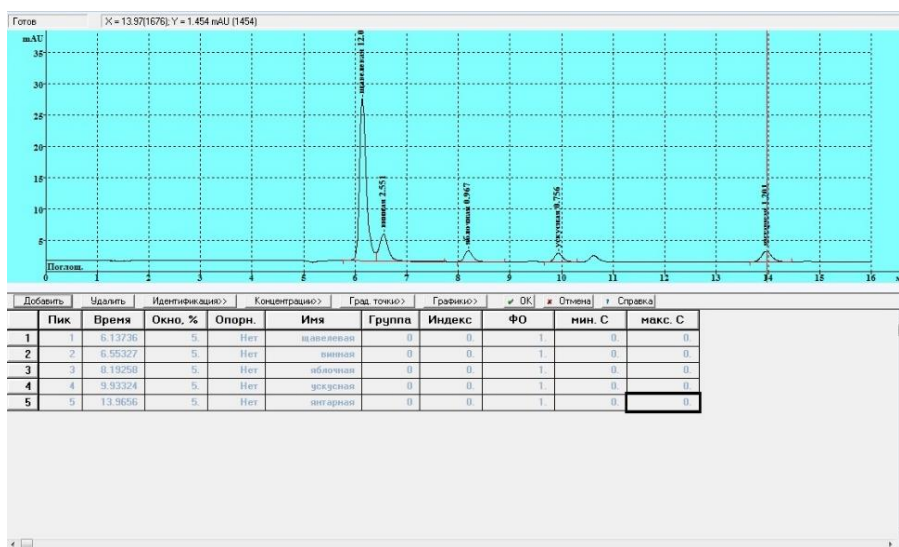 Готов X = 13.97(1676); Y = 1.454 mAU (1454)
mAU
35
30
25
20
15
10
5
щавелевая 12.0
винная 2.551
яблочная 0.967
уксусная 0.756
янтарная 1.201
Поглощ.
0 1 2 3 4 5 6 7 8 9 10 11 12 13 14 15 16
Добавить Удалить Идентификацию>> Концентрацию>> Град. точки>> Графики>> OK Отмена Справка
Пик Время Окно, % Опорн. Имя Группа Индекс ФО мин. С макс. С
1 1 6.13736 5. Нет щавелевая 0 0. 1. 0. 0.
2 2 6.55327 5. Нет винная 0 0. 1. 0. 0.
3 3 8.19258 5. Нет яблочная 0 0. 1. 0. 0.
4 4 9.93324 5. Нет уксусная 0 0. 1. 0. 0.
5 5 13.9656 5. Нет янтарная 0 0. 1. 0. 0.